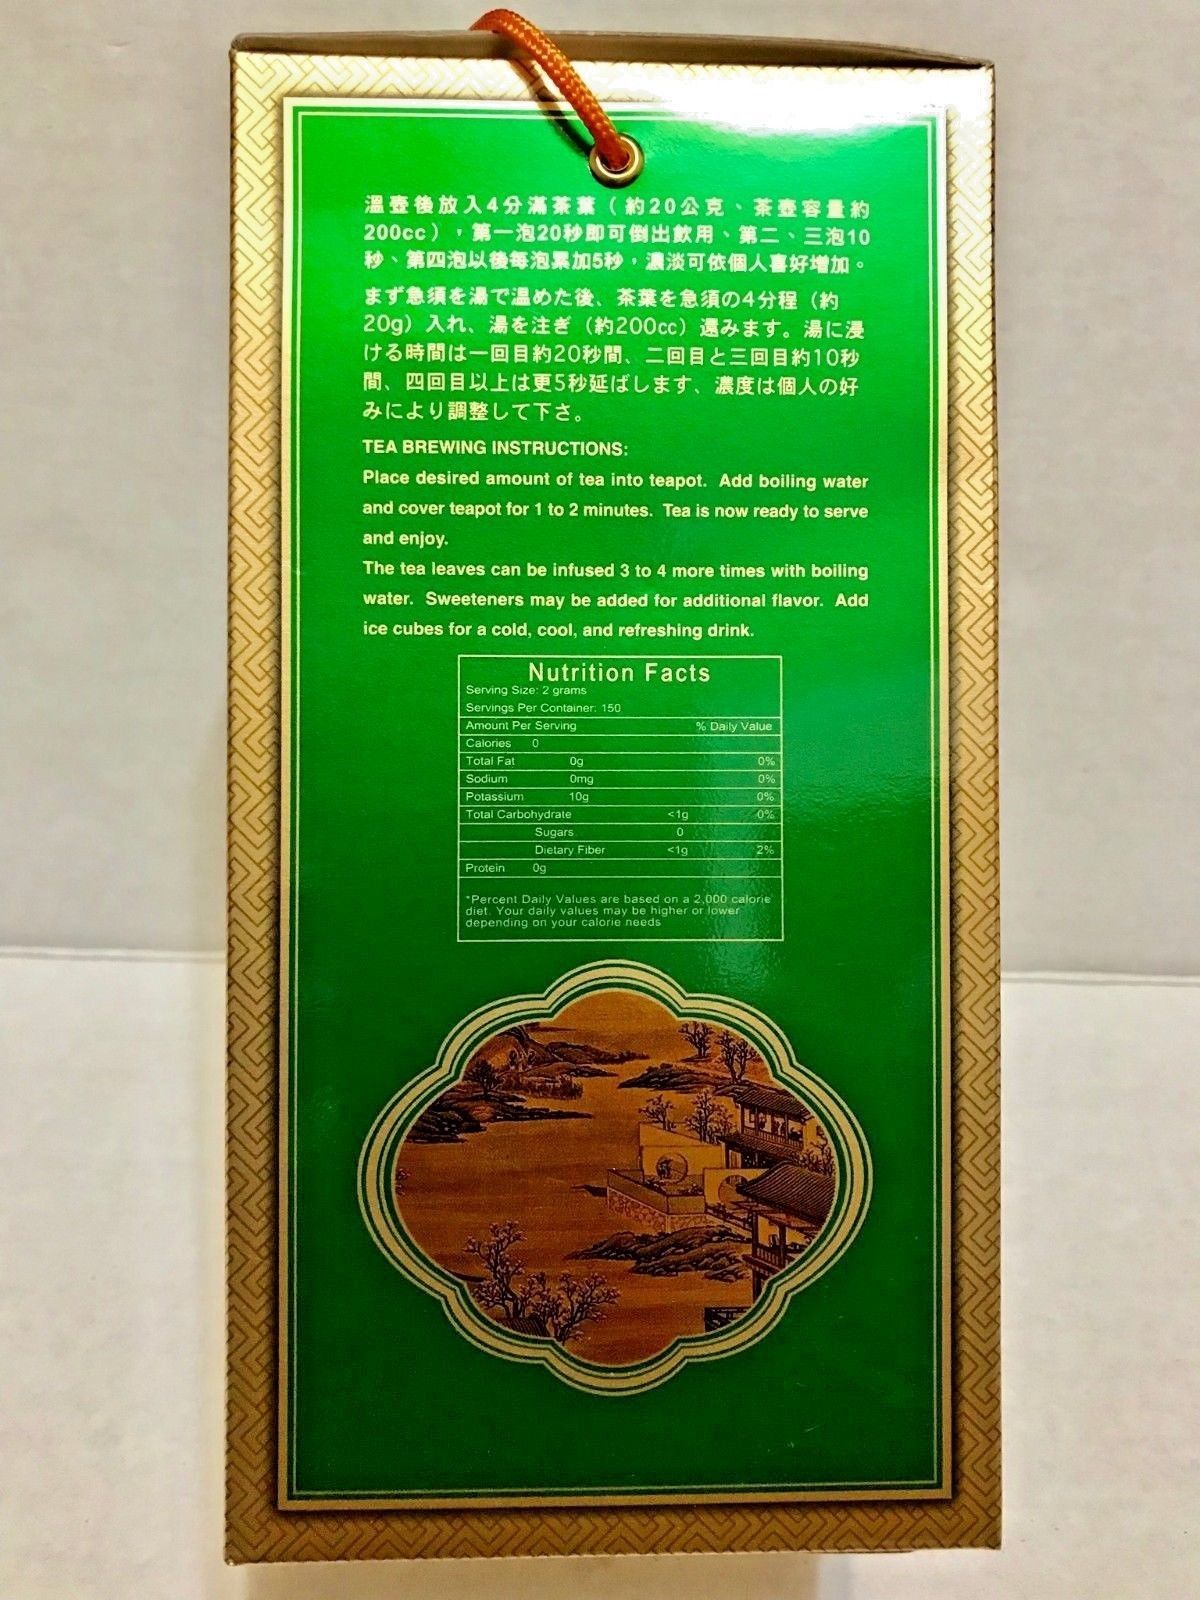 溫壺後放入4分滿茶葉（約20公克、茶壺容量約
200cc），第一泡20秒即可倒出飲用、第二、三泡10
秒、第四泡以後每泡累加5秒，濃淡可依個人喜好增加。
まず急須を湯で温めた後、茶葉を急須の4分程（約
20g）入れ、湯を注ぎ（約200cc）還みます。湯に浸
ける時間は一回目約20秒間、二回目と三回目約10秒
間、四回目以上は更5秒延ばします、濃度は個人の好
みにより調整して下さ。
TEA BREWING INSTRUCTIONS:
Place desired amount of tea into teapot. Add boiling water
and cover teapot for 1 to 2 minutes. Tea is now ready to serve
and enjoy.
The tea leaves can be infused 3 to 4 more times with boiling
water. Sweeteners may be added for additional flavor. Add
ice cubes for a cold, cool, and refreshing drink.
Nutrition Facts
Serving Size: 2 grams
Servings Per Container: 150
Amount Per Serving % Daily Value
Calories 0
Total Fat 0g 0%
Sodium 0mg 0%
Potassium 10g 0%
Total Carbohydrate <1g 0%
Sugars 0
Dietary Fiber <1g 2%
Protein 0g
*Percent Daily Values are based on a 2,000 calorie
diet. Your daily values may be higher or lower
depending on your calorie needs